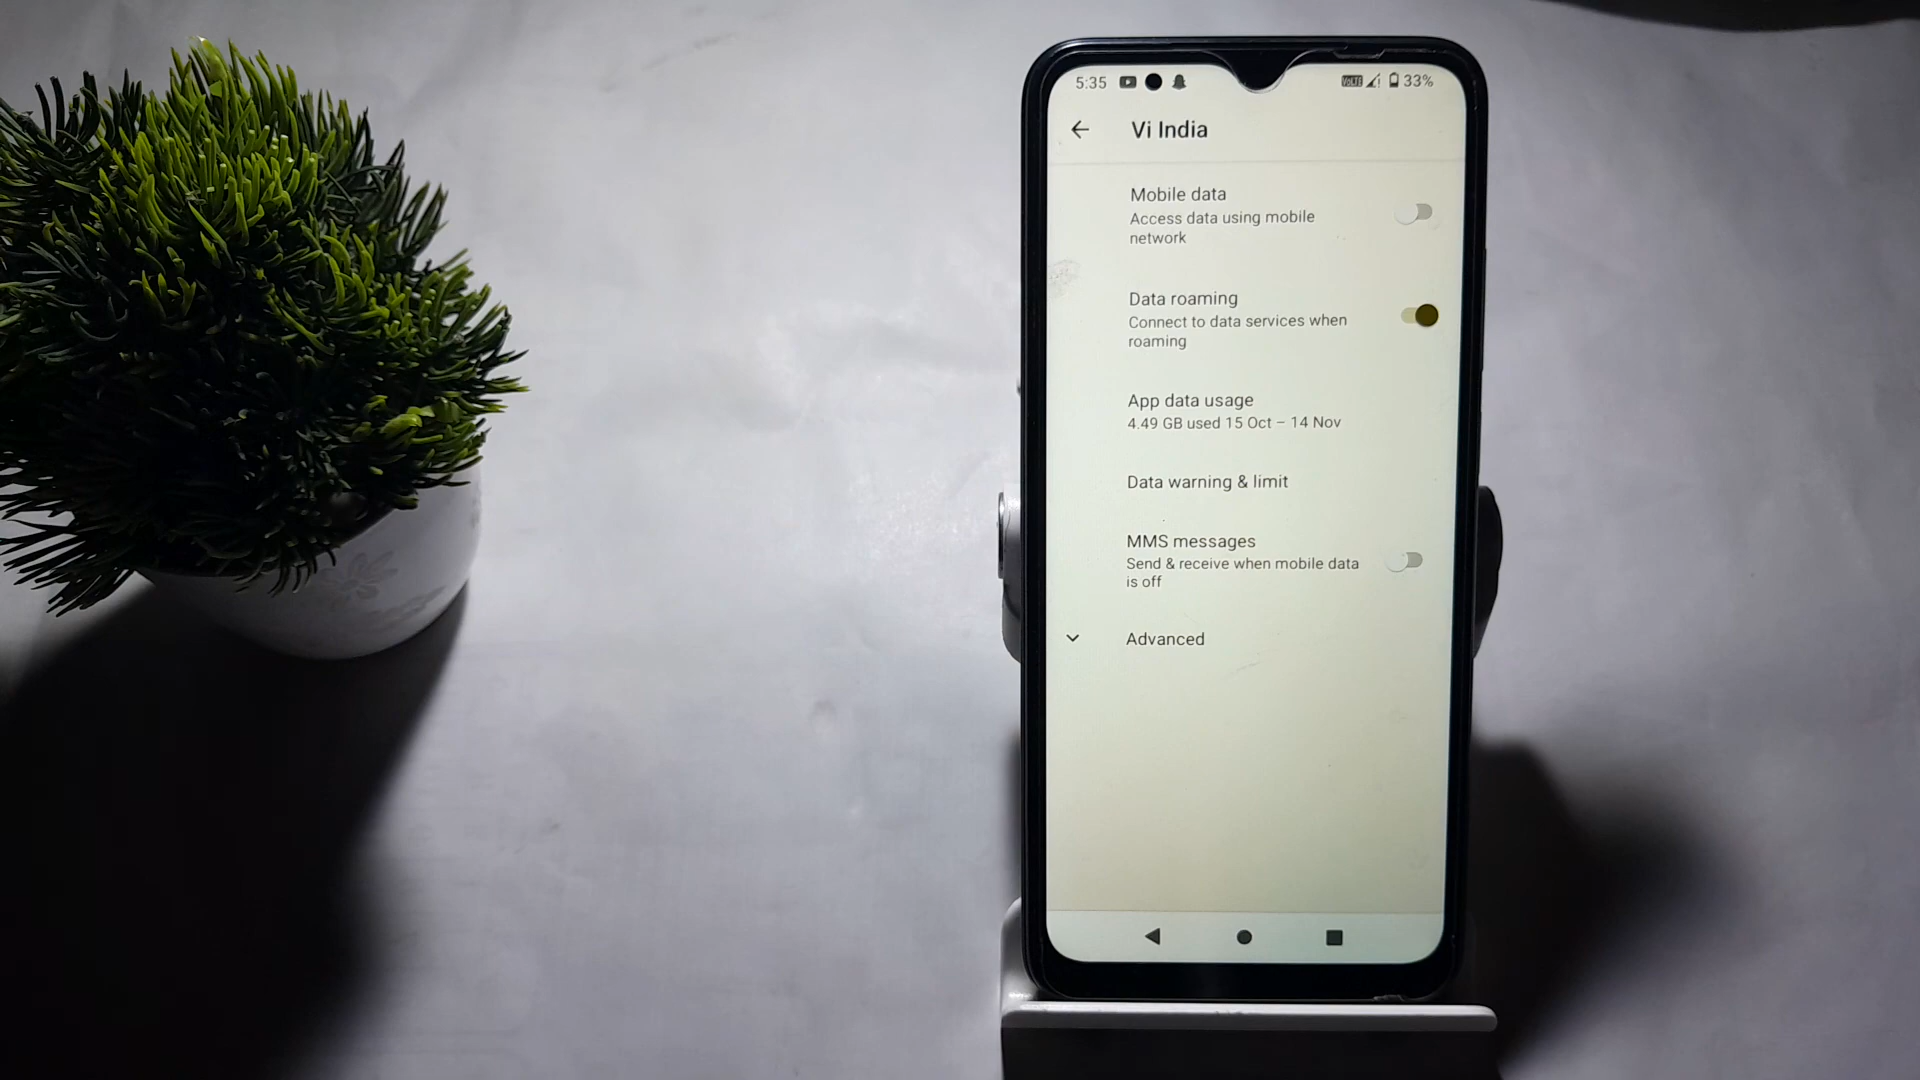 5:35 VoLTE 33%
Vi India
Mobile data
Access data using mobile
network
Data roaming
Connect to data services when
roaming
App data usage
4.49 GB used 15 Oct – 14 Nov
Data warning & limit
MMS messages
Send & receive when mobile data
is off
Advanced